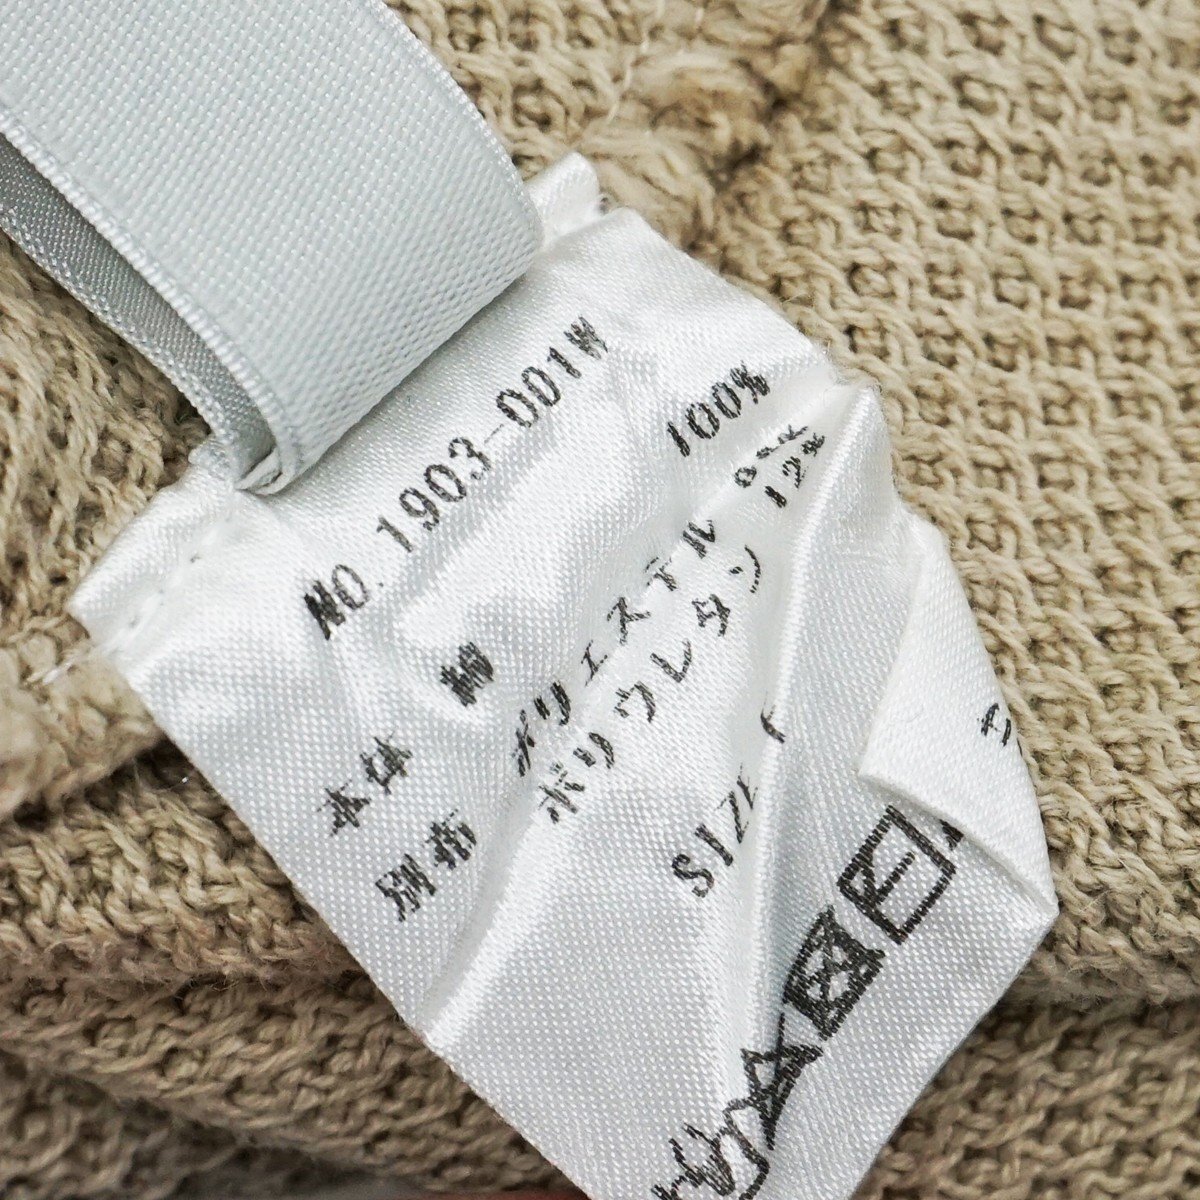 NO. 1903-001W
本体 綿 100%
別布 ポリエステル
ポリウレタン 12%
SIZE